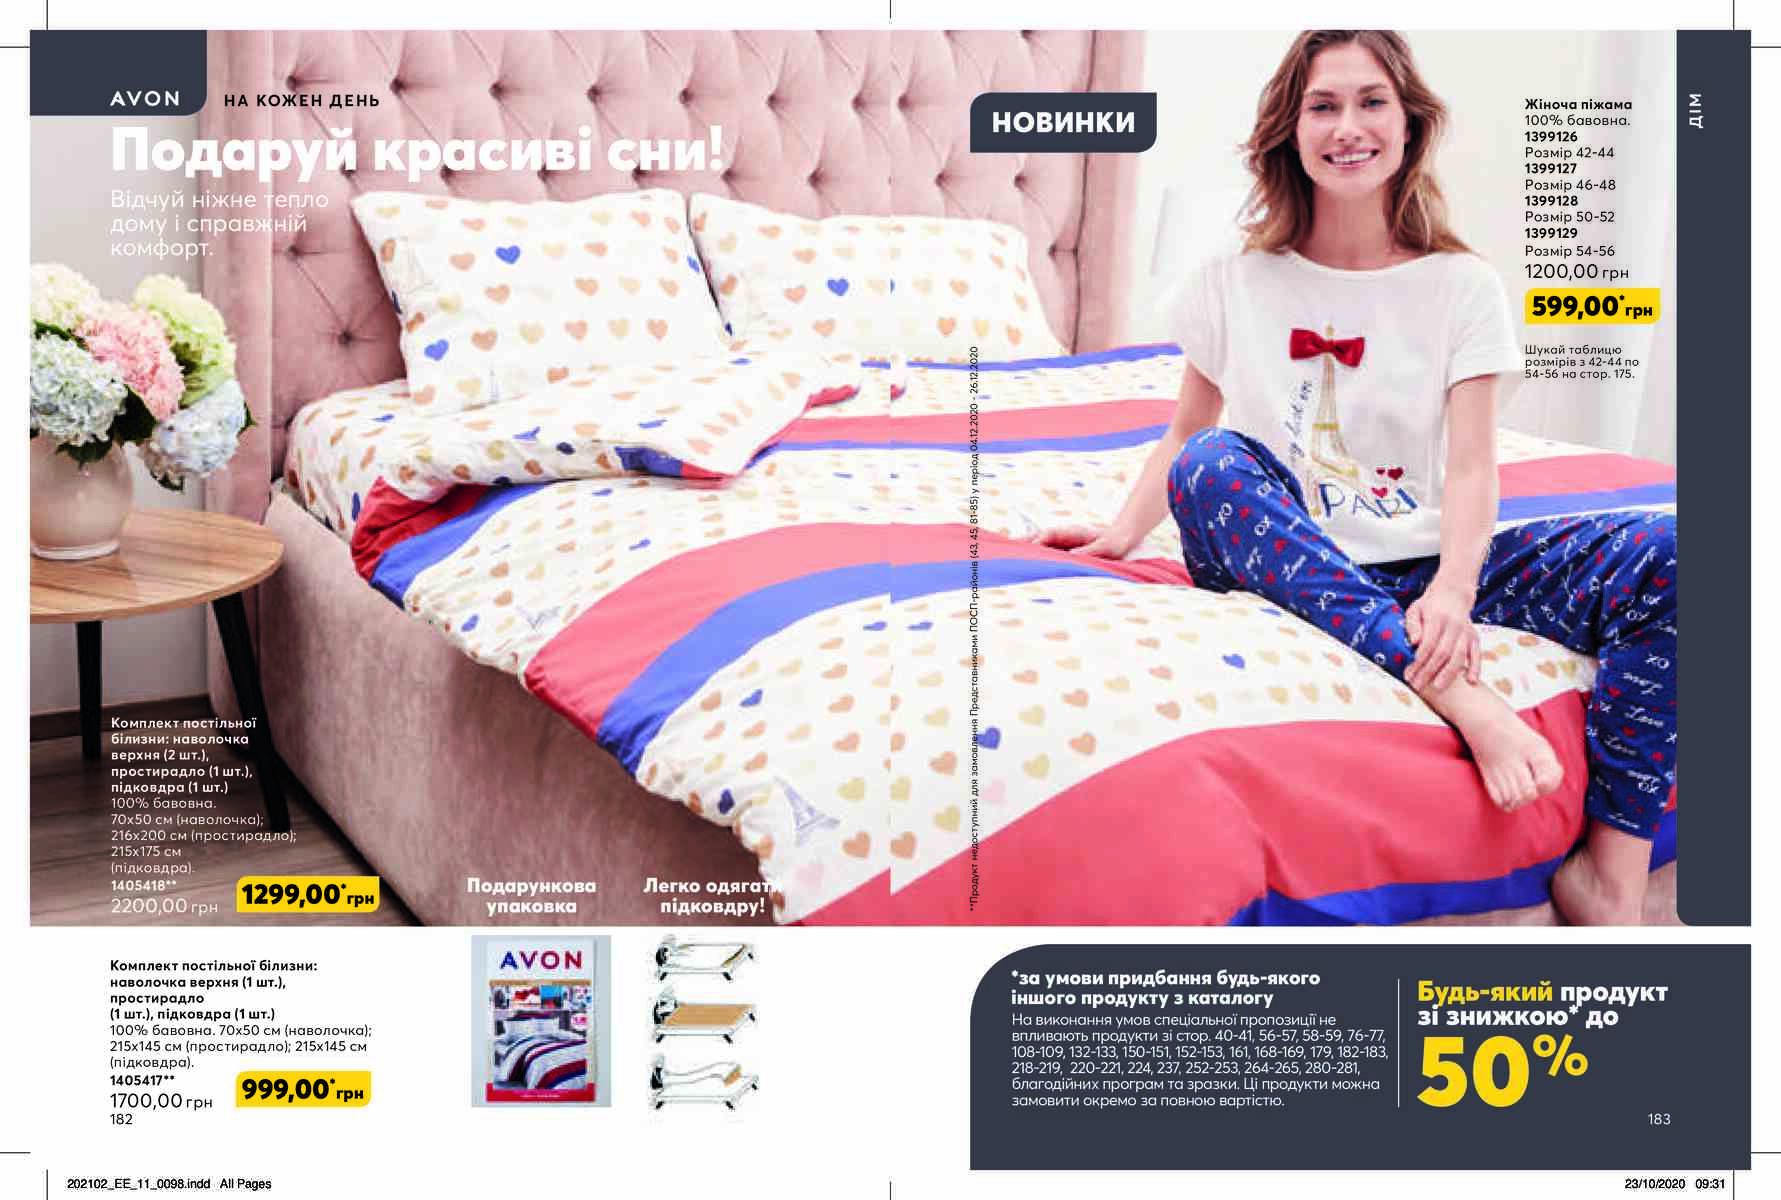 AVON
НА КОЖЕН ДЕНЬ
Подаруй красиві сни!
Відчуй ніжне тепло
дому і справжній
комфорт.
Комплект постільної
білизни: наволочка
верхня (2 шт.),
простирадло (1 шт.),
підковдра (1 шт.)
100% бавовна.
70х50 см (наволочка);
216х200 см (простирадло);
215х175 см
(підковдра).
1405418**
2200,00 грн
1299,00* грн
Подарункова
упаковка
Легко одягати
підковдру!
AVON
Комплект постільної білизни:
наволочка верхня (1 шт.),
простирадло
(1 шт.), підковдра (1 шт.)
100% бавовна. 70х50 см (наволочка);
215х145 см (простирадло); 215х145 см
(підковдра).
1405417**
1700,00 грн
999,00* грн
182
НОВИНКИ
Жіноча піжама
100% бавовна.
1399126
Розмір 42-44
1399127
Розмір 46-48
1399128
Розмір 50-52
1399129
Розмір 54-56
1200,00 грн
599,00* грн
Шукай таблицю
розмірів з 42-44 по
54-56 на стор. 175.
ДІМ
PARI
**Продукт недоступний для замовлення Представниками ПОСП-районів (43, 45, 81-85) у період 04.12.2020 - 26.12.2020
*за умови придбання будь-якого
іншого продукту з каталогу
На виконання умов спеціальної пропозиції не
впливають продукти зі стор. 40-41, 56-57, 58-59, 76-77,
108-109, 132-133, 150-151, 152-153, 161, 168-169, 179, 182-183,
218-219, 220-221, 224, 237, 252-253, 264-265, 280-281,
благодійних програм та зразки. Ці продукти можна
замовити окремо за повною вартістю.
Будь-який продукт
зі знижкою* до
50%
183
202102_EE_11_0098.indd All Pages
23/10/2020 09:31